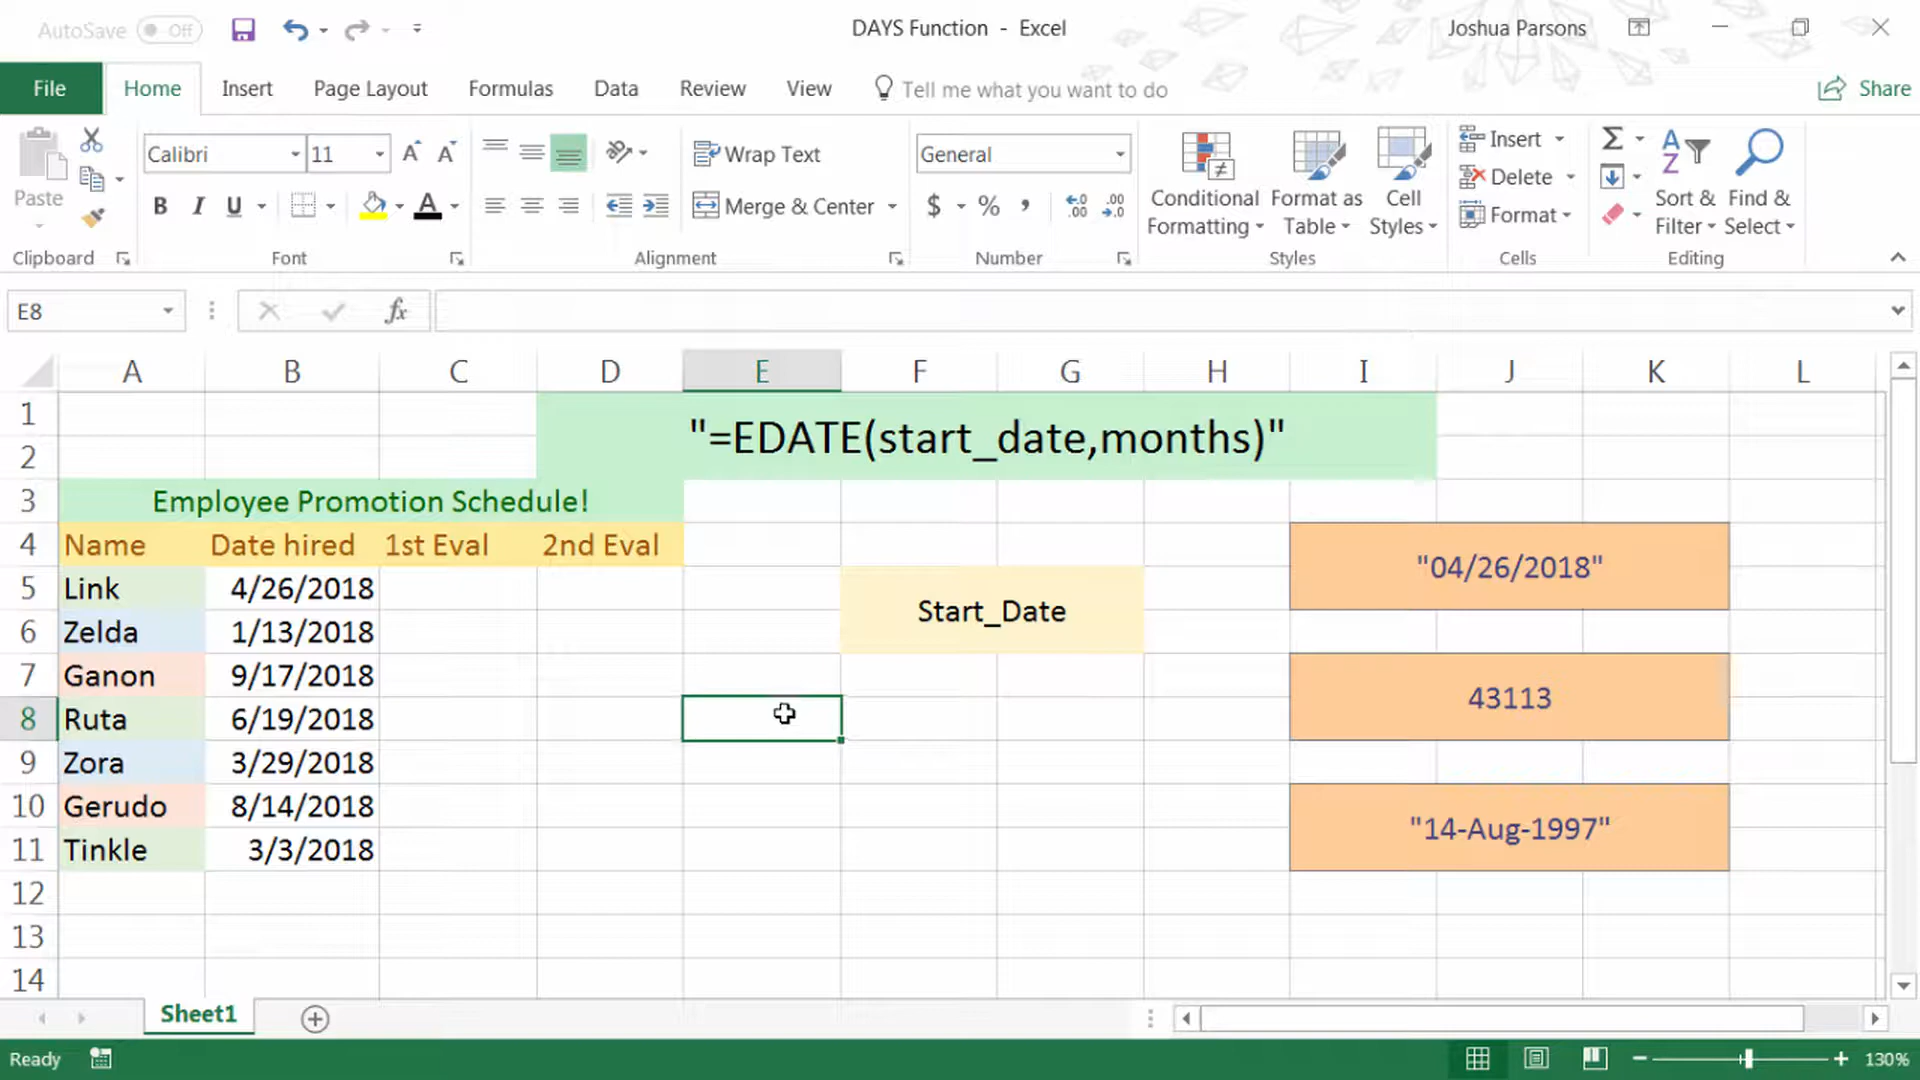 AutoSave Off
DAYS Function - Excel
Joshua Parsons
File Home Insert Page Layout Formulas Data Review View Tell me what you want to do Share
Paste
Clipboard
Calibri 11
B I U A
Font
Wrap Text
Merge & Center
Alignment
General
$ % ,
Number
Conditional Formatting
Format as Table
Cell Styles
Styles
Insert
Delete
Format
Cells
Sort & Filter
Find & Select
Editing
E8 fx
A B C D E F G H I J K L
1 "=EDATE(start_date,months)"
2
3 Employee Promotion Schedule!
4 Name Date hired 1st Eval 2nd Eval
"04/26/2018"
5 Link 4/26/2018
Start_Date
6 Zelda 1/13/2018
7 Ganon 9/17/2018
43113
8 Ruta 6/19/2018
9 Zora 3/29/2018
10 Gerudo 8/14/2018
"14-Aug-1997"
11 Tinkle 3/3/2018
12
13
14
Sheet1
Ready
130%